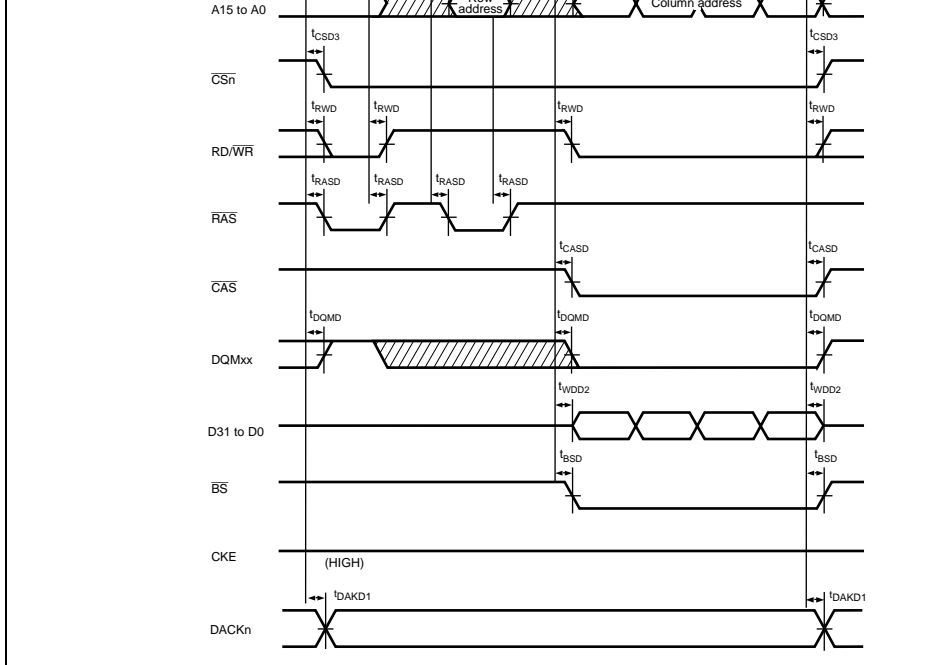 Row
address
Column address
A15 to A0
tCSD3 tCSD3
CSn
tRWD tRWD tRWD tRWD
RD/WR
tRASD tRASD tRASD tRASD
RAS
tCASD tCASD
CAS
tDQMD tDQMD tDQMD
DQMxx
tWDD2 tWDD2
D31 to D0
tBSD tBSD
BS
CKE
(HIGH)
tDAKD1 tDAKD1
DACKn